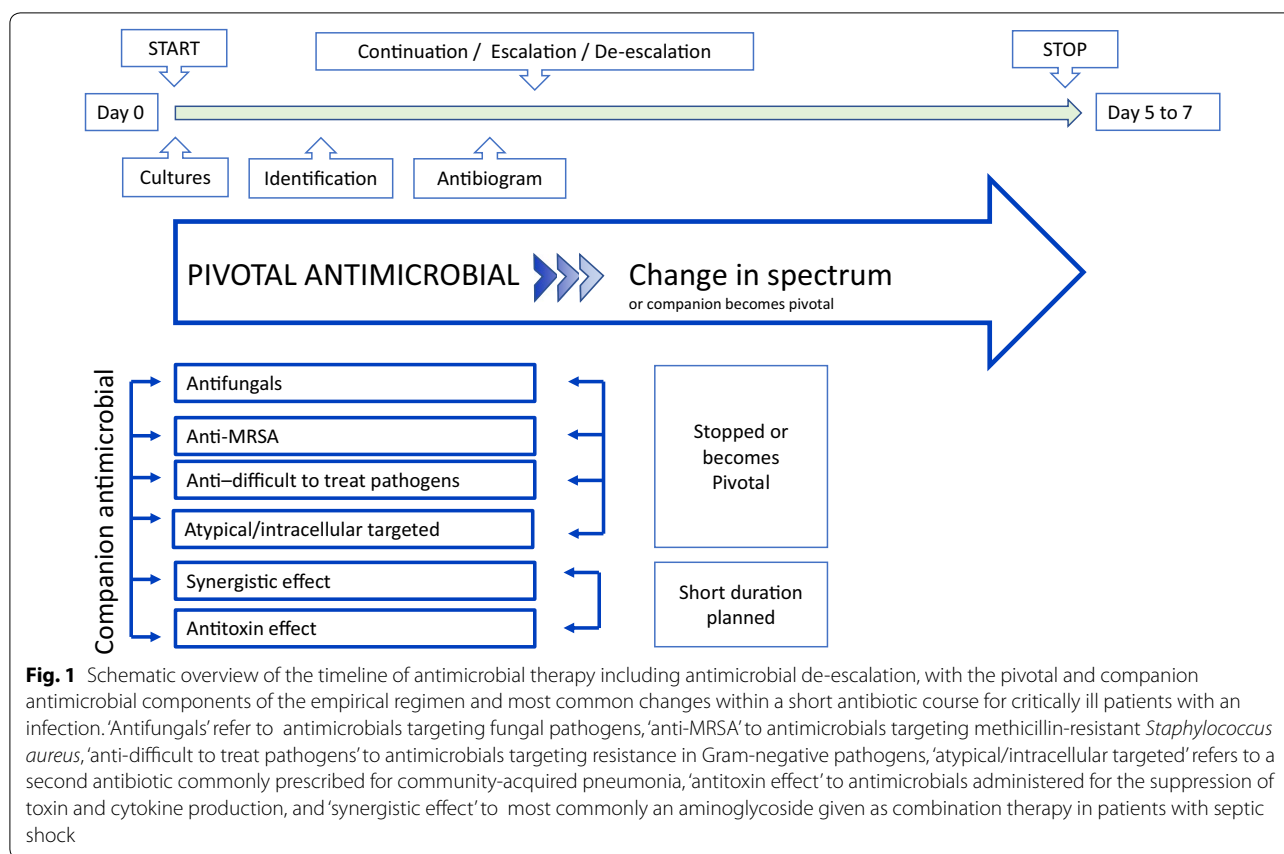 START
Continuation / Escalation / De-escalation
STOP
Day 0
Day 5 to 7
Cultures
Identification
Antibiogram
PIVOTAL ANTIMICROBIAL
Change in spectrum
or companion becomes pivotal
Companion antimicrobial
Antifungals
Anti-MRSA
Anti–difficult to treat pathogens
Atypical/intracellular targeted
Synergistic effect
Antitoxin effect
Stopped or
becomes
Pivotal
Short duration
planned
Fig. 1 Schematic overview of the timeline of antimicrobial therapy including antimicrobial de-escalation, with the pivotal and companion
antimicrobial components of the empirical regimen and most common changes within a short antibiotic course for critically ill patients with an
infection. 'Antifungals' refer to antimicrobials targeting fungal pathogens, 'anti-MRSA' to antimicrobials targeting methicillin-resistant Staphylococcus
aureus, 'anti-difficult to treat pathogens' to antimicrobials targeting resistance in Gram-negative pathogens, 'atypical/intracellular targeted' refers to a
second antibiotic commonly prescribed for community-acquired pneumonia, 'antitoxin effect' to antimicrobials administered for the suppression of
toxin and cytokine production, and 'synergistic effect' to most commonly an aminoglycoside given as combination therapy in patients with septic
shock